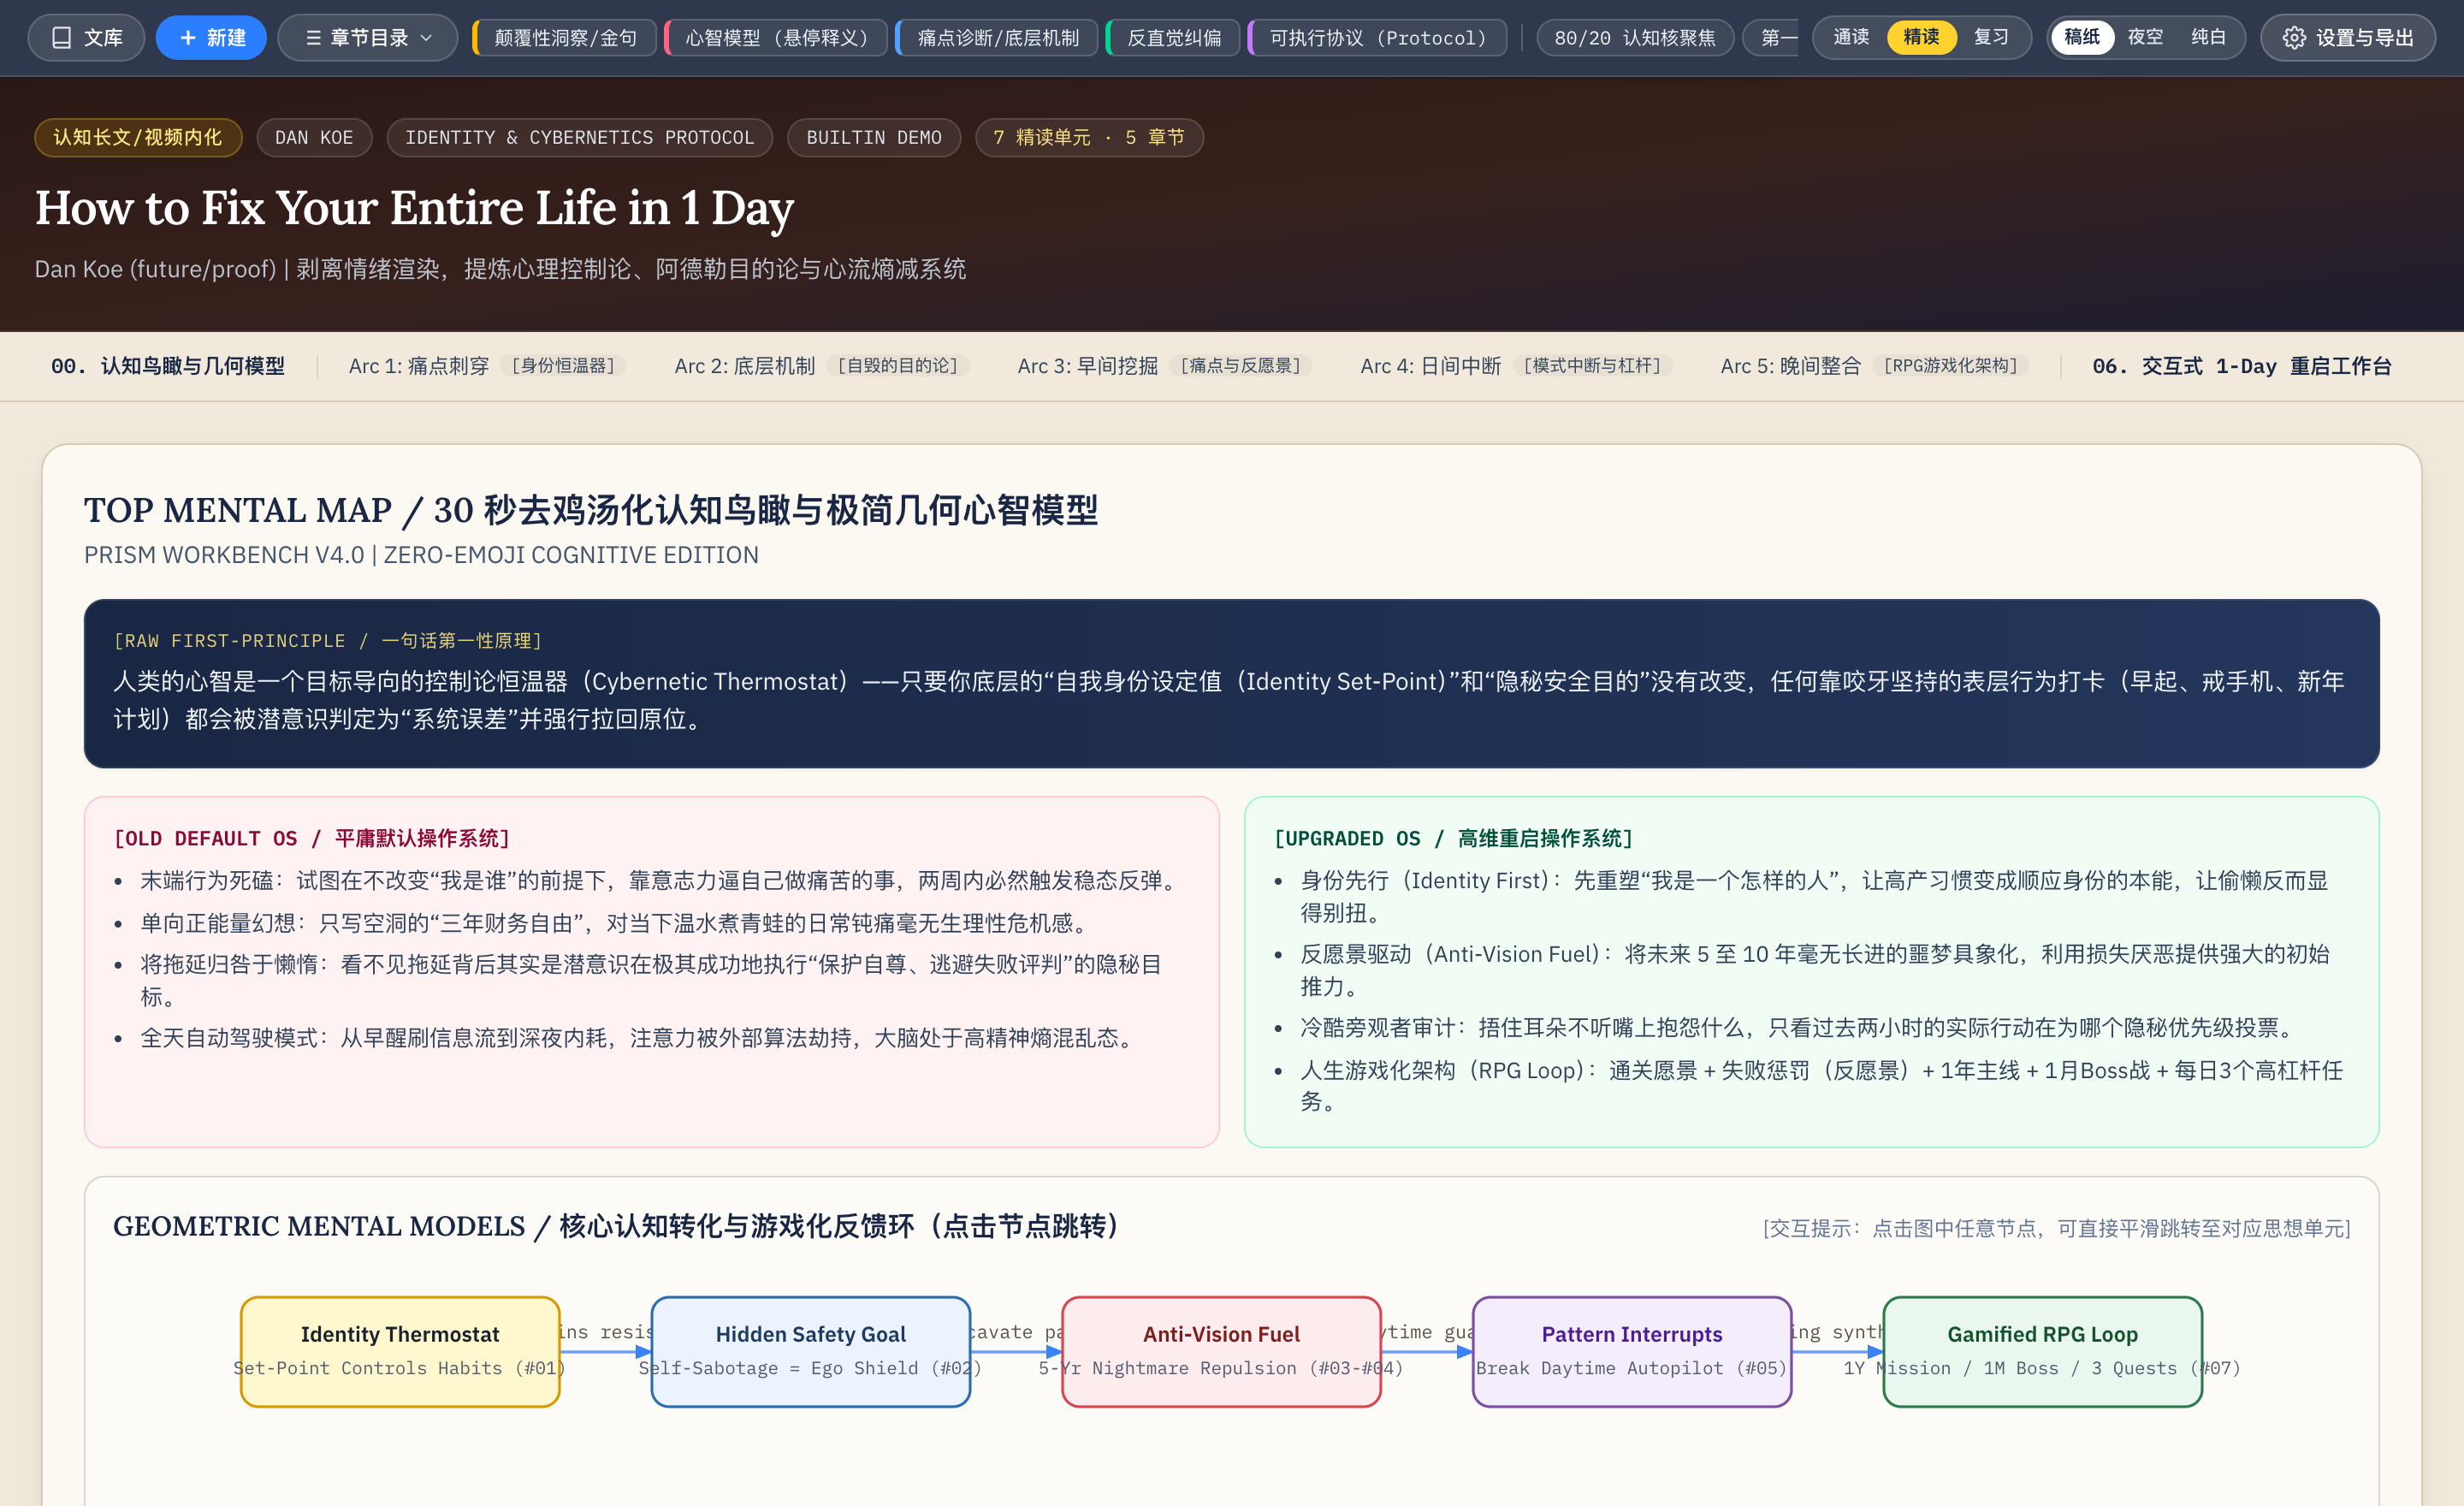 文库
新建
章节目录
颠覆性洞察/金句
心智模型 (悬停释义)
痛点诊断/底层机制
反直觉纠偏
可执行协议 (Protocol)
80/20 认知核聚焦
第一
通读
精读
复习
稿纸
夜空
纯白
设置与导出
认知长文/视频内化
DAN KOE
IDENTITY & CYBERNETICS PROTOCOL
BUILTIN DEMO
7 精读单元 · 5 章节
How to Fix Your Entire Life in 1 Day
Dan Koe (future/proof) | 剥离情绪渲染，提炼心理控制论、阿德勒目的论与心流熵减系统
00. 认知鸟瞰与几何模型
Arc 1: 痛点刺穿 [身份恒温器]
Arc 2: 底层机制 [自毁的目的论]
Arc 3: 早间挖掘 [痛点与反愿景]
Arc 4: 日间中断 [模式中断与杠杆]
Arc 5: 晚间整合 [RPG游戏化架构]
06. 交互式 1-Day 重启工作台
TOP MENTAL MAP / 30 秒去鸡汤化认知鸟瞰与极简几何心智模型
PRISM WORKBENCH V4.0 | ZERO-EMOJI COGNITIVE EDITION
[RAW FIRST-PRINCIPLE / 一句话第一性原理]
人类的心智是一个目标导向的控制论恒温器（Cybernetic Thermostat）——只要你底层的“自我身份设定值（Identity Set-Point）”和“隐秘安全目的”没有改变，任何靠咬牙坚持的表层行为打卡（早起、戒手机、新年
计划）都会被潜意识判定为“系统误差”并强行拉回原位。
[OLD DEFAULT OS / 平庸默认操作系统]
• 末端行为死磕：试图在不改变“我是谁”的前提下，靠意志力逼自己做痛苦的事，两周内必然触发稳态反弹。
• 单向正能量幻想：只写空洞的“三年财务自由”，对当下温水煮青蛙的日常钝痛毫无生理性危机感。
• 将拖延归咎于懒惰：看不见拖延背后其实是潜意识在极其成功地执行“保护自尊、逃避失败评判”的隐秘目
标。
• 全天自动驾驶模式：从早醒刷信息流到深夜内耗，注意力被外部算法劫持，大脑处于高精神熵混乱态。
[UPGRADED OS / 高维重启操作系统]
• 身份先行（Identity First）：先重塑“我是一个怎样的人”，让高产习惯变成顺应身份的本能，让偷懒反而显
得别扭。
• 反愿景驱动（Anti-Vision Fuel）：将未来 5 至 10 年毫无长进的噩梦具象化，利用损失厌恶提供强大的初始
推力。
• 冷酷旁观者审计：捂住耳朵不听嘴上抱怨什么，只看过去两小时的实际行动在为哪个隐秘优先级投票。
• 人生游戏化架构（RPG Loop）：通关愿景 + 失败惩罚（反愿景）+ 1年主线 + 1月Boss战 + 每日3个高杠杆任
务。
GEOMETRIC MENTAL MODELS / 核心认知转化与游戏化反馈环（点击节点跳转）
[交互提示：点击图中任意节点，可直接平滑跳转至对应思想单元]
Identity Thermostat
Set-Point Controls Habits (#01)
Hidden Safety Goal
Self-Sabotage = Ego Shield (#02)
Anti-Vision Fuel
5-Yr Nightmare Repulsion (#03-#04)
Pattern Interrupts
Break Daytime Autopilot (#05)
Gamified RPG Loop
1Y Mission / 1M Boss / 3 Quests (#07)